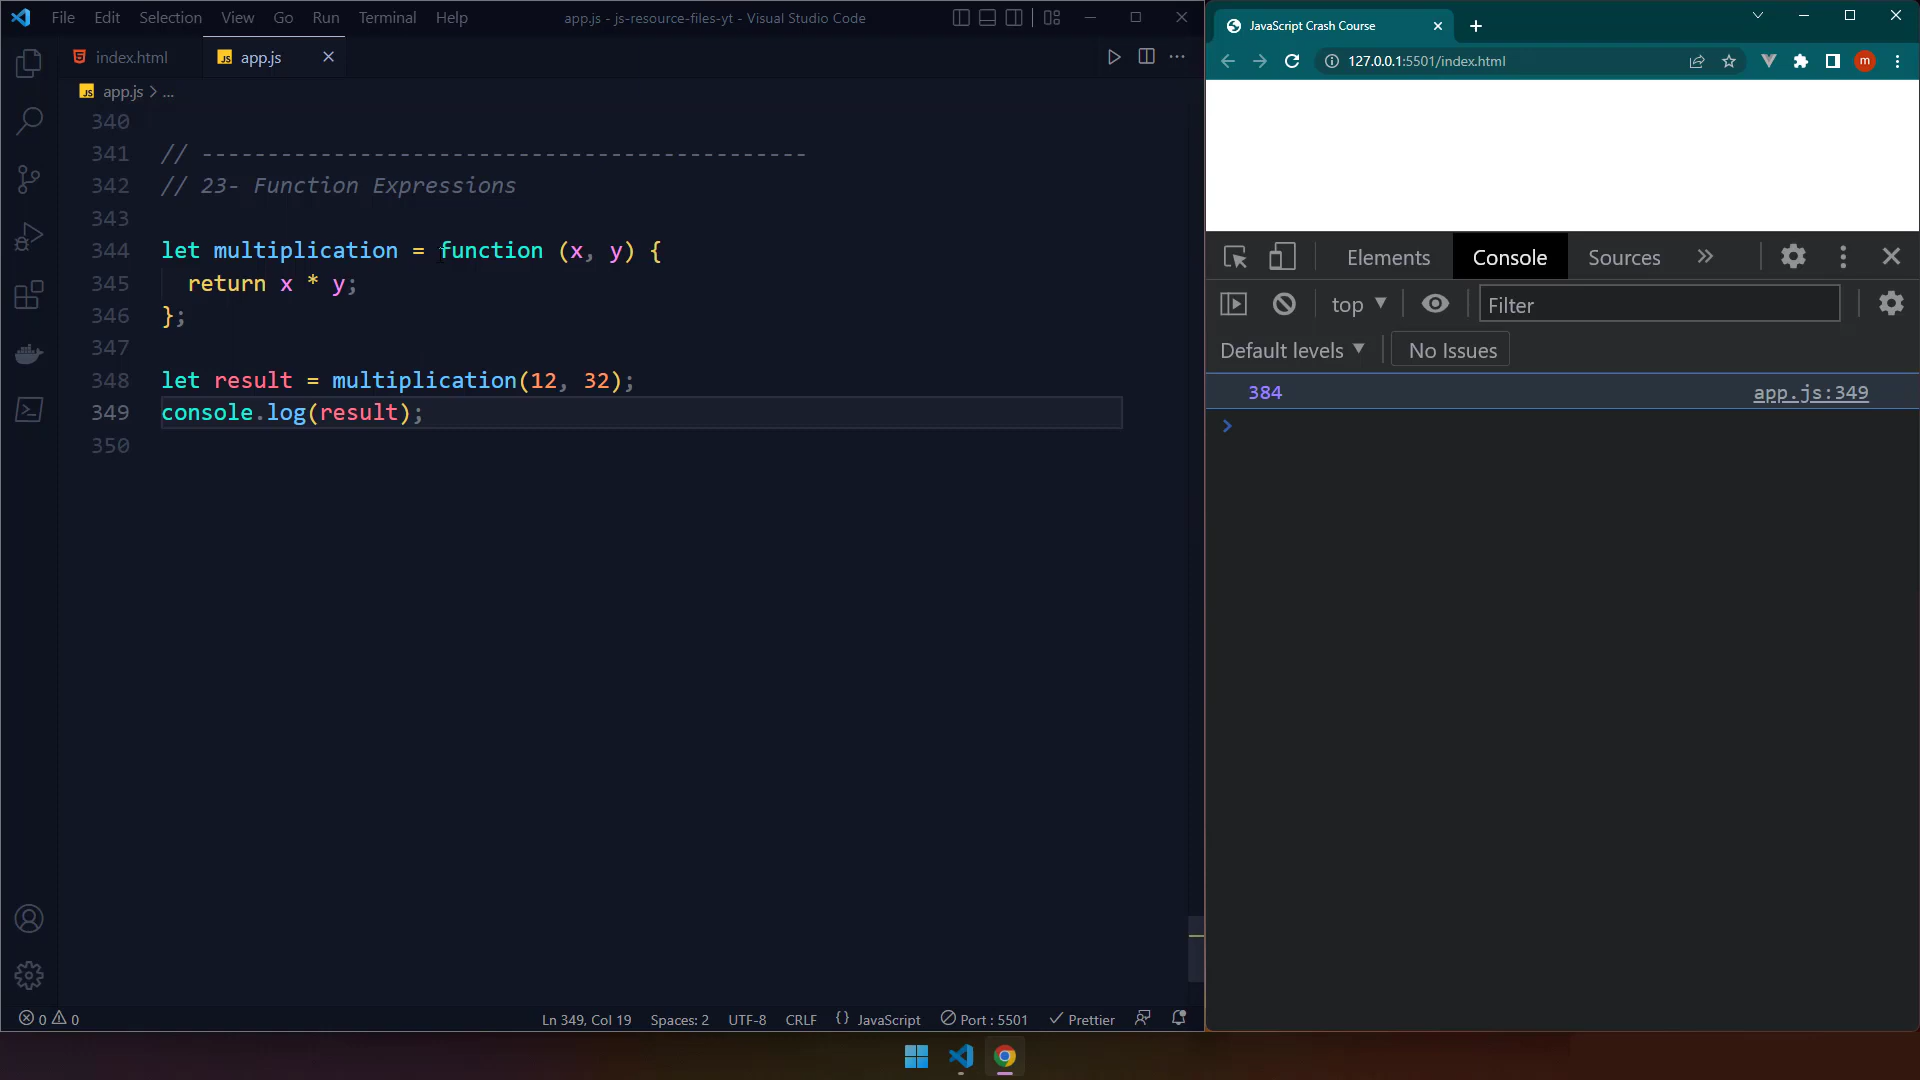 File Edit Selection View Go Run Terminal Help
app.js - js-resource-files-yt - Visual Studio Code
index.html
JS app.js
JS app.js > ...
340
341 // ----------------------------------------------
342 // 23- Function Expressions
343
344 let multiplication = function (x, y) {
345 return x * y;
346 };
347
348 let result = multiplication(12, 32);
349 console.log(result);
350
0 0
Ln 349, Col 19 Spaces: 2 UTF-8 CRLF {} JavaScript Port : 5501 Prettier
JavaScript Crash Course
127.0.0.1:5501/index.html
m
Elements Console Sources
top Filter
Default levels No Issues
384 app.js:349